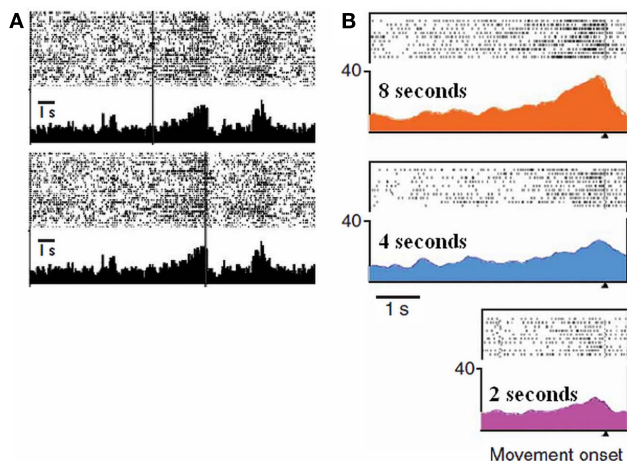 A
1 s
1 s
B
40
8 seconds
40
4 seconds
1 s
40
2 seconds
Movement onset